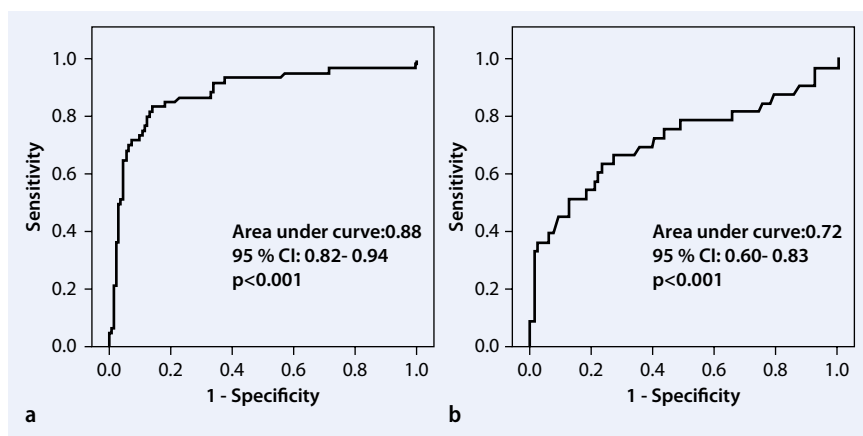 1.0
0.8
0.6
0.4
0.2
0.0
Sensitivity
Area under curve:0.88
95 % CI: 0.82- 0.94
p<0.001
0.0 0.2 0.4 0.6 0.8 1.0
1 - Specificity
a
1.0
0.8
0.6
0.4
0.2
0.0
Sensitivity
Area under curve:0.72
95 % CI: 0.60- 0.83
p<0.001
0.0 0.2 0.4 0.6 0.8 1.0
1 - Specificity
b